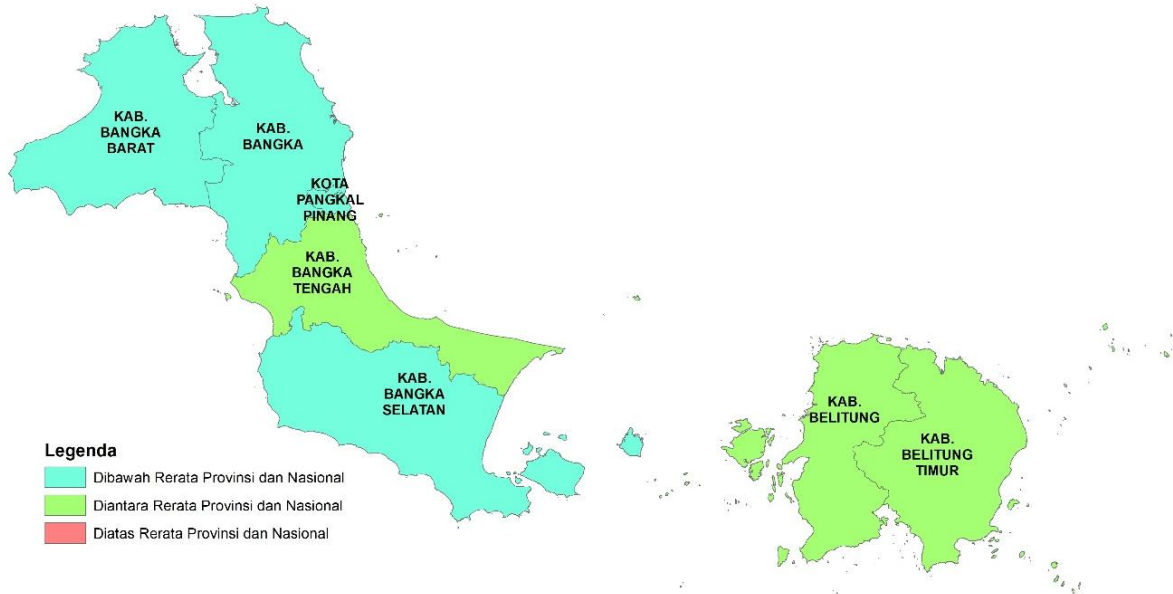 KAB.
BANGKA
BARAT
KAB.
BANGKA
KOTA
PANGKAL
PINANG
KAB.
BANGKA
TENGAH
KAB.
BANGKA
SELATAN
KAB.
BELITUNG
KAB.
BELITUNG
TIMUR
Legenda
Dibawah Rerata Provinsi dan Nasional
Diantara Rerata Provinsi dan Nasional
Diatas Rerata Provinsi dan Nasional